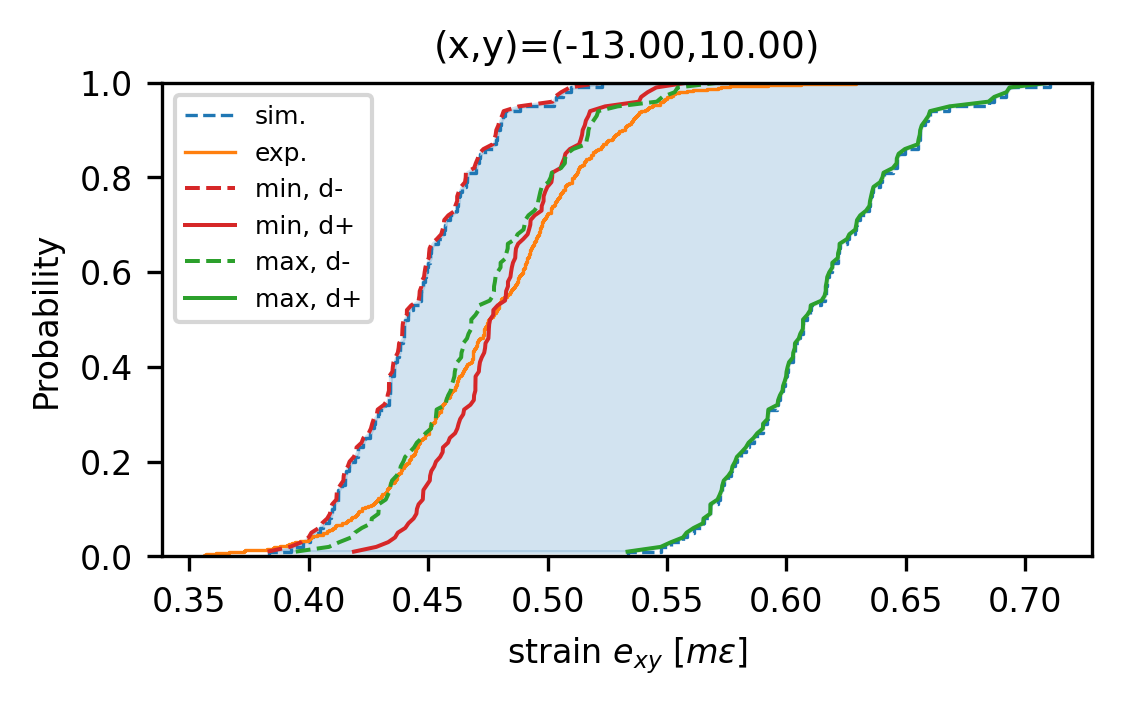 (x,y)=(-13.00,10.00)
1.0
0.8
0.6
0.4
0.2
0.0
Probability
sim.
exp.
min, d-
min, d+
max, d-
max, d+
0.35 0.40 0.45 0.50 0.55 0.60 0.65 0.70
strain e_{xy} [mε]